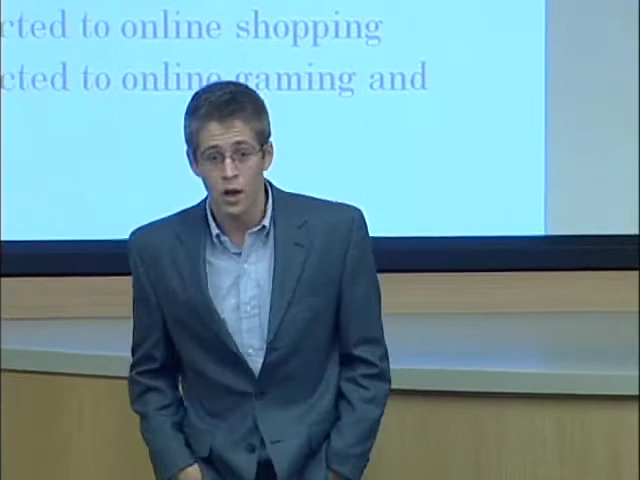 cted to online shopping
cted to online gaming and